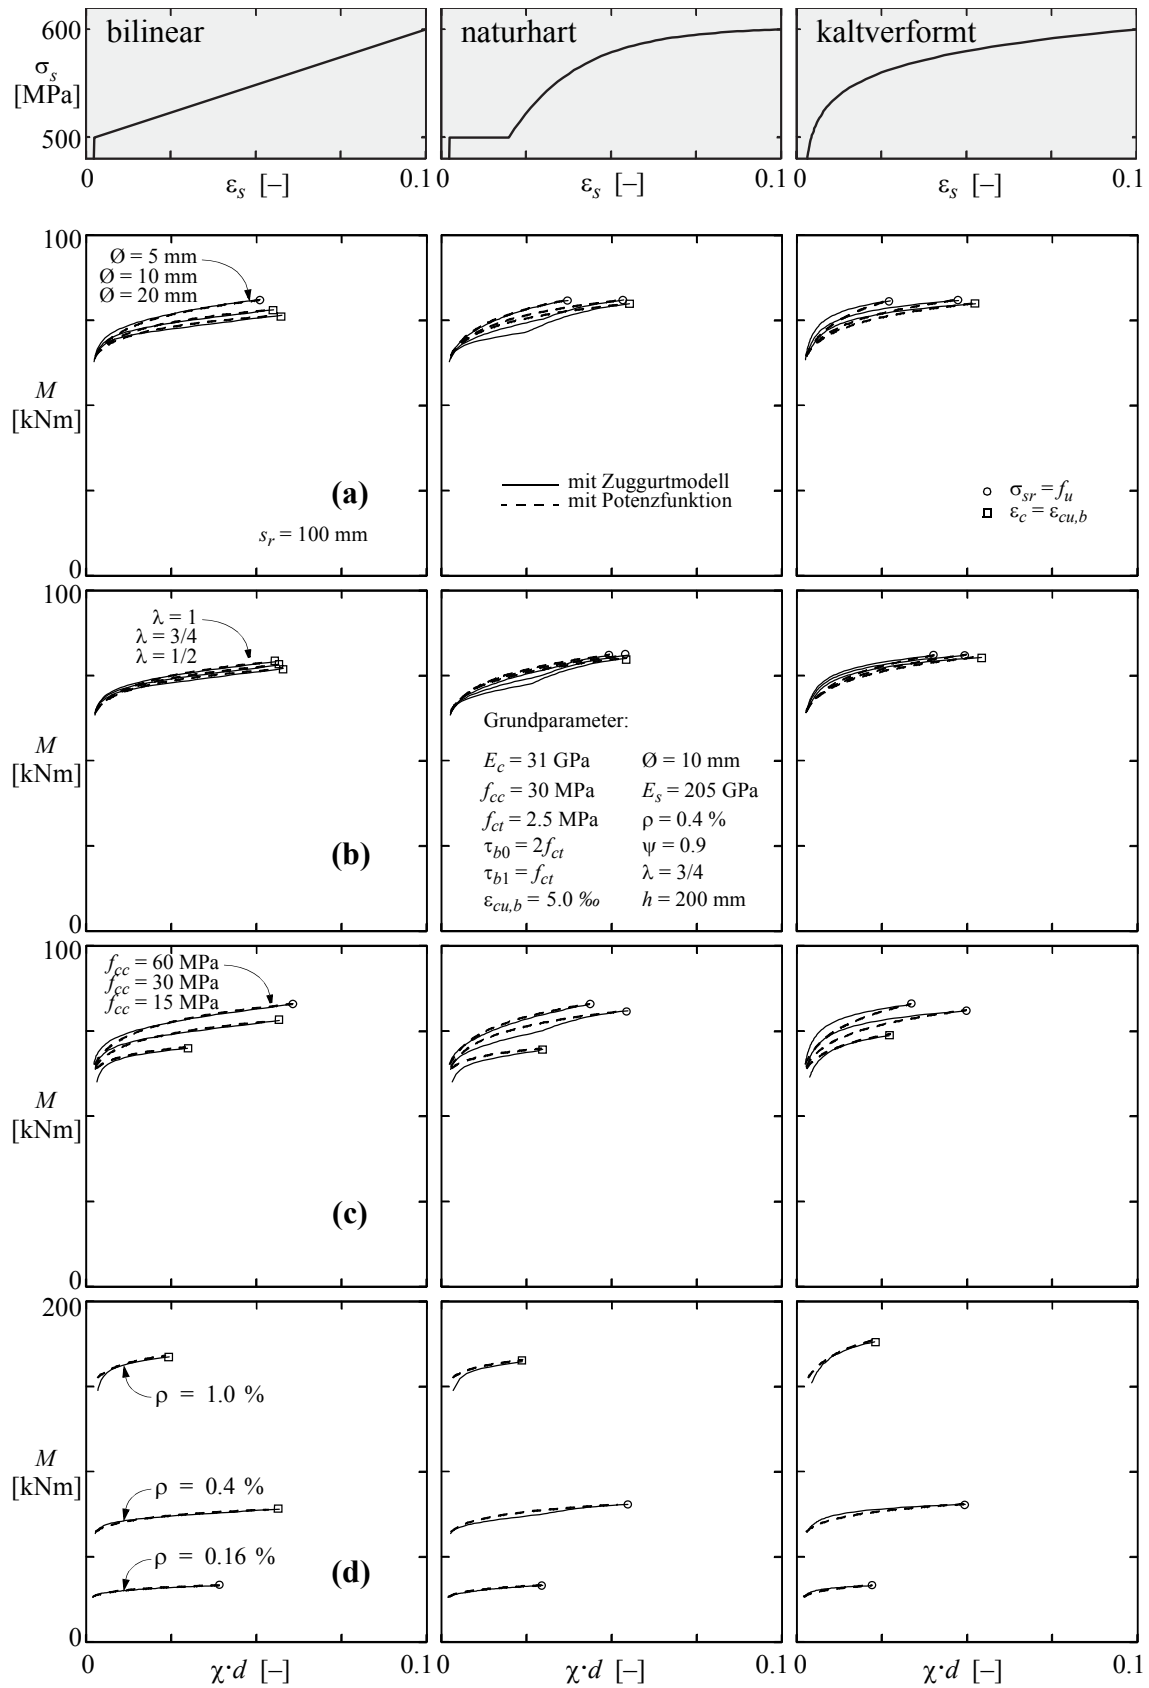 bilinear
naturhart
kaltverformt
600
σs
[MPa]
500
0
εs [–]
0.1
0
εs [–]
0.1
0
εs [–]
0.1
100
Ø = 5 mm
Ø = 10 mm
Ø = 20 mm
M
[kNm]
(a)
sr = 100 mm
0
mit Zuggurtmodell
mit Potenzfunktion
σsr = fu
εc = εcu,b
100
λ = 1
λ = 3/4
λ = 1/2
M
[kNm]
(b)
0
Grundparameter:
Ec = 31 GPa Ø = 10 mm
fcc = 30 MPa Es = 205 GPa
fct = 2.5 MPa ρ = 0.4 %
τb0 = 2fct ψ = 0.9
τb1 = fct λ = 3/4
εcu,b = 5.0 ‰ h = 200 mm
100
fcc = 60 MPa
fcc = 30 MPa
fcc = 15 MPa
M
[kNm]
(c)
0
200
ρ = 1.0 %
M
[kNm]
ρ = 0.4 %
ρ = 0.16 %
(d)
0
0
χ·d [–]
0.1
0
χ·d [–]
0.1
0
χ·d [–]
0.1